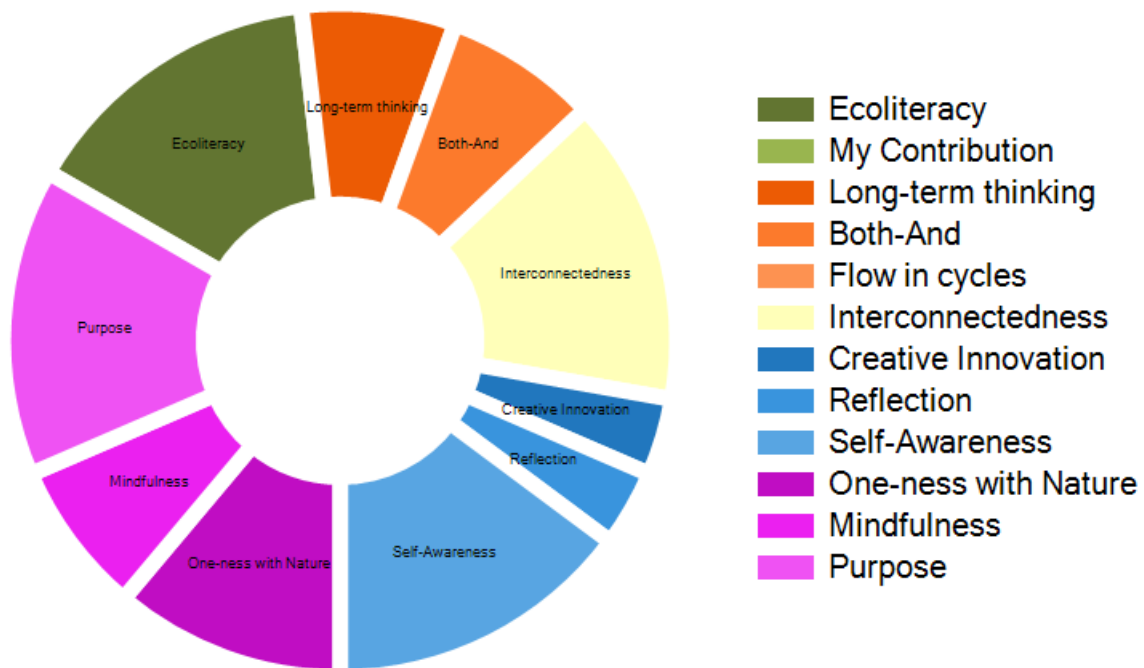 Long-term thinking
Both-And
Ecoliteracy
Interconnectedness
Purpose
Creative Innovation
Reflection
Mindfulness
Self-Awareness
One-ness with Nature
Ecoliteracy
My Contribution
Long-term thinking
Both-And
Flow in cycles
Interconnectedness
Creative Innovation
Reflection
Self-Awareness
One-ness with Nature
Mindfulness
Purpose